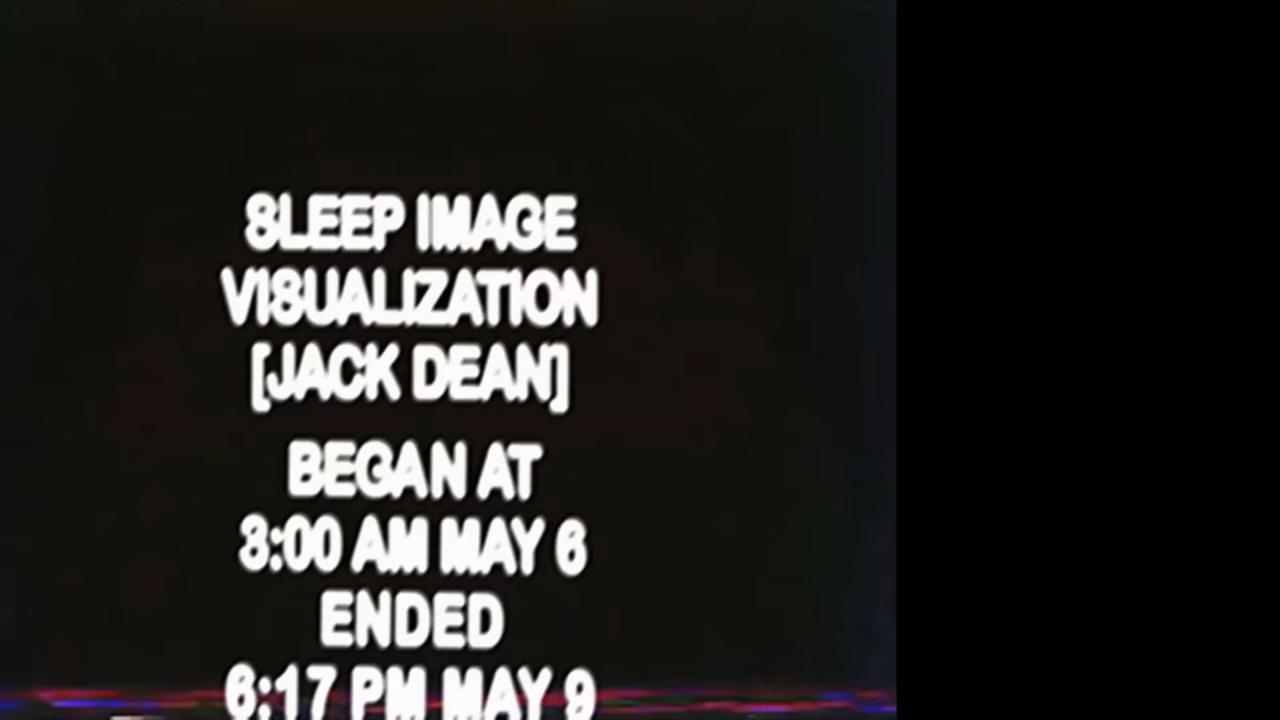 SLEEP IMAGE
VISUALIZATION
[JACK DEAN]
BEGAN AT
3:00 AM MAY 6
ENDED
6:17 PM MAY 9